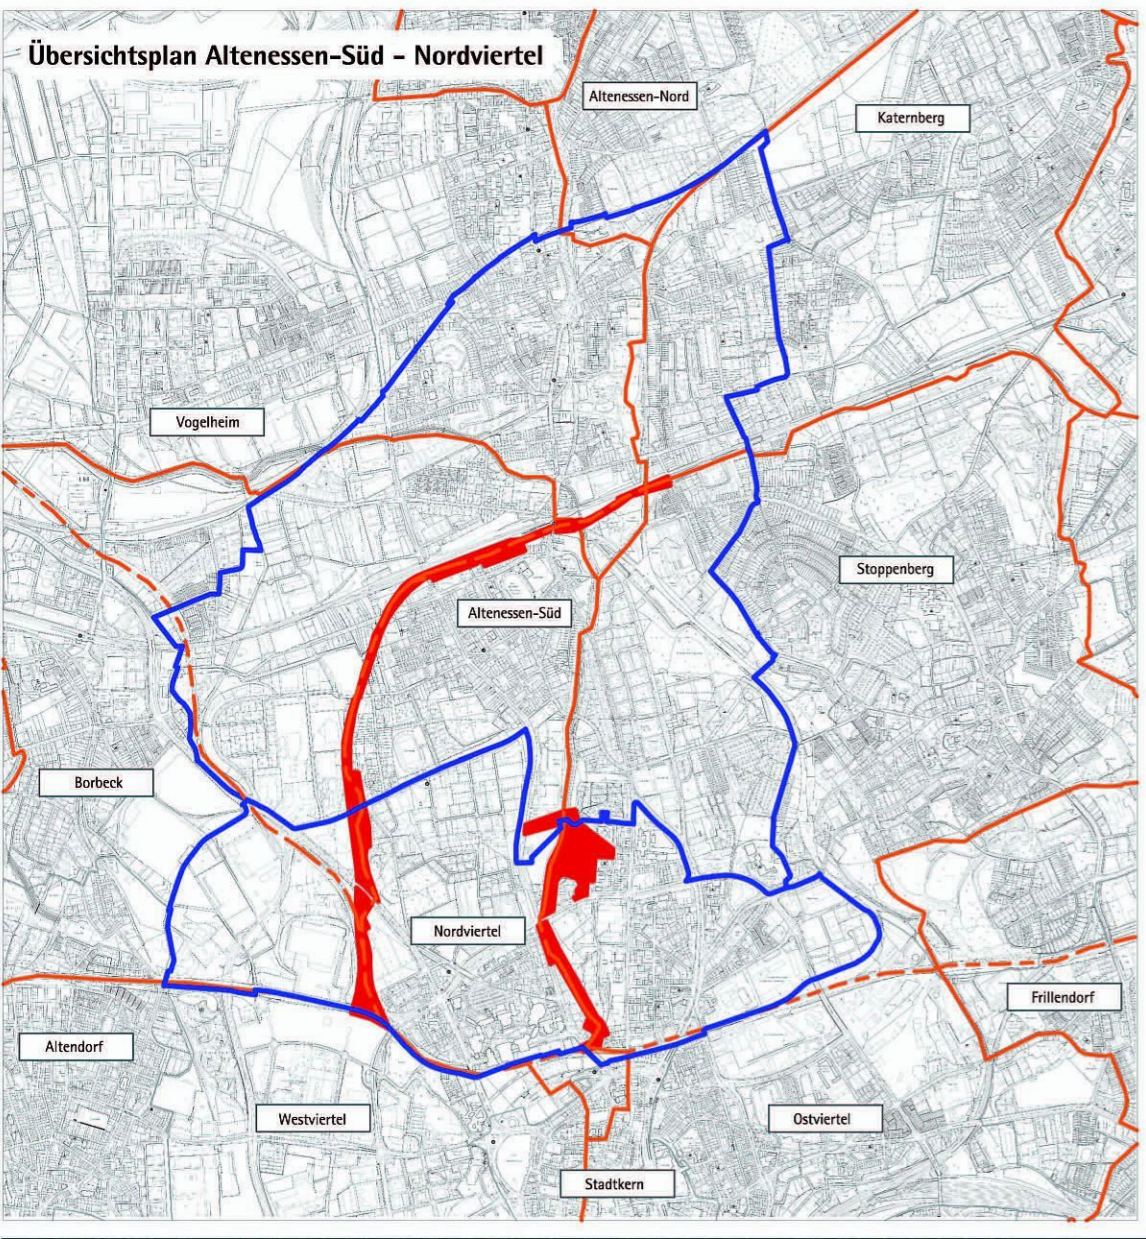 Übersichtsplan Altenessen-Süd - Nordviertel
Altenessen-Nord
Katernberg
Vogelheim
Stoppenberg
Altenessen-Süd
Borbeck
Nordviertel
Frillendorf
Altendorf
Westviertel
Ostviertel
Stadtkern